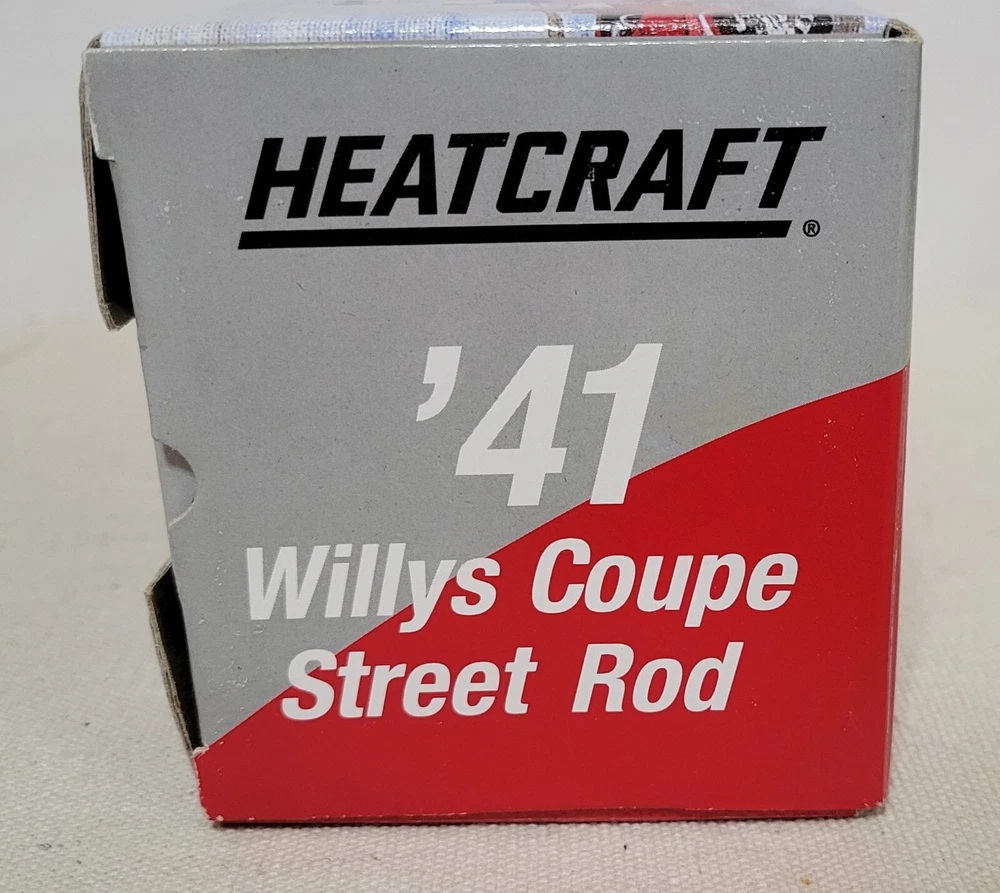 HEATCRAFT®
’41
Willys Coupe
Street Rod